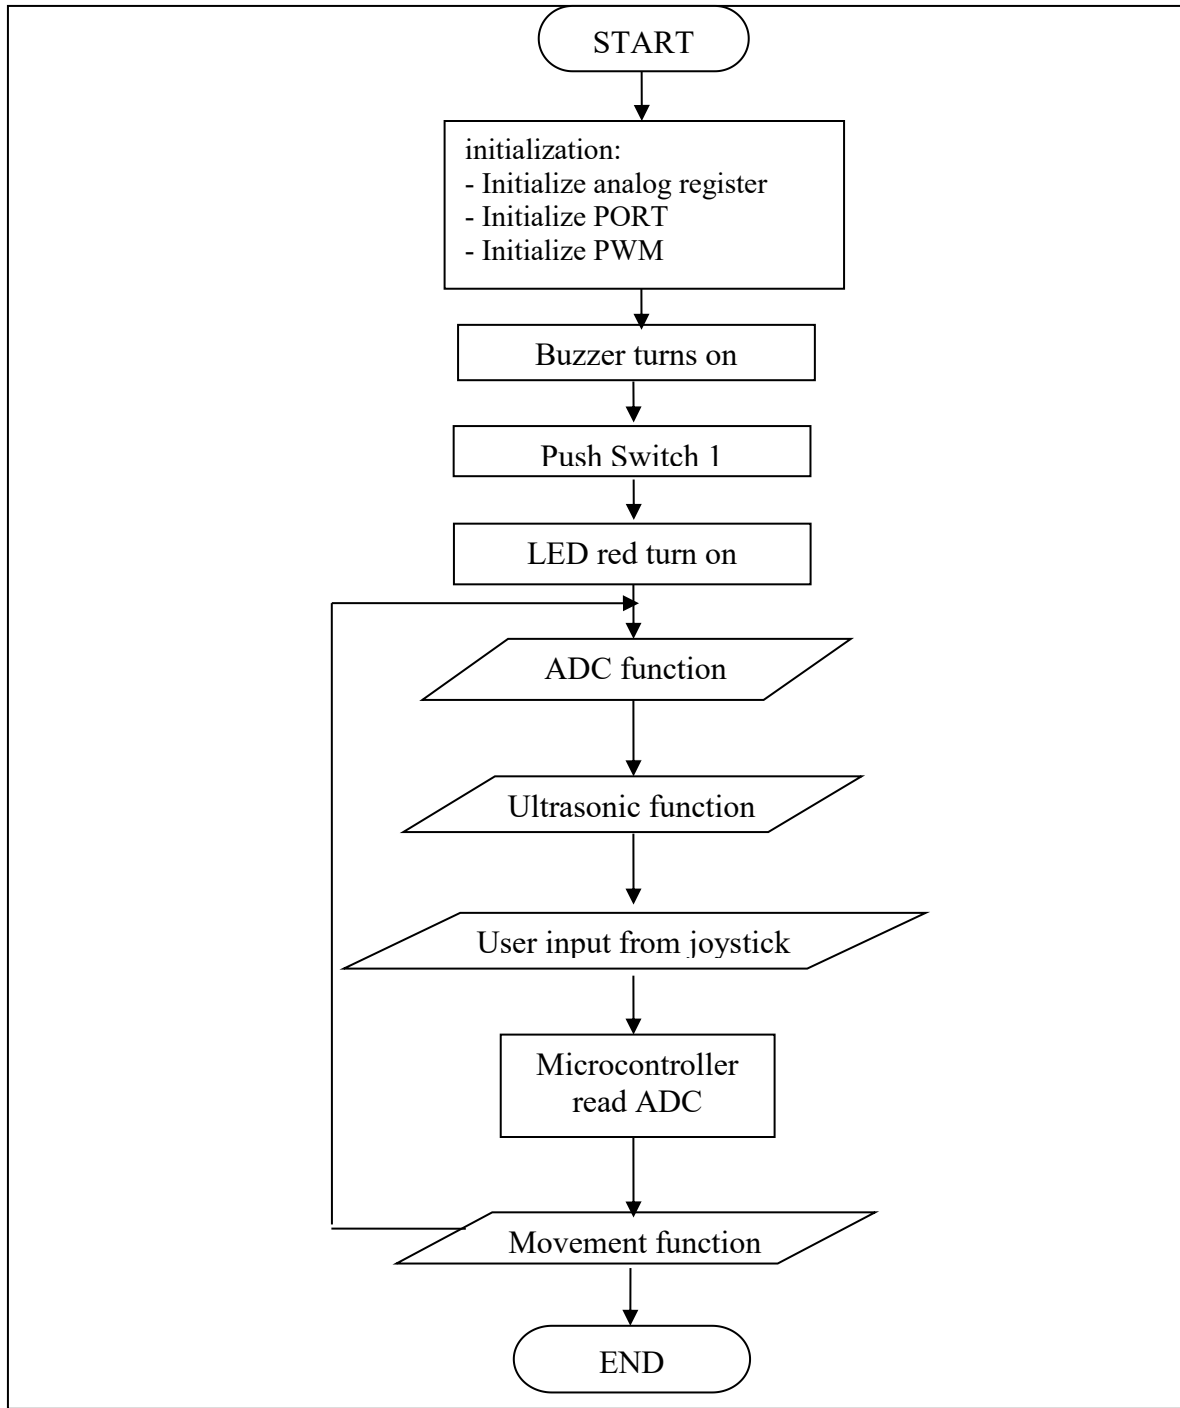 START
initialization:
- Initialize analog register
- Initialize PORT
- Initialize PWM
Buzzer turns on
Push Switch 1
LED red turn on
ADC function
Ultrasonic function
User input from joystick
Microcontroller
read ADC
Movement function
END